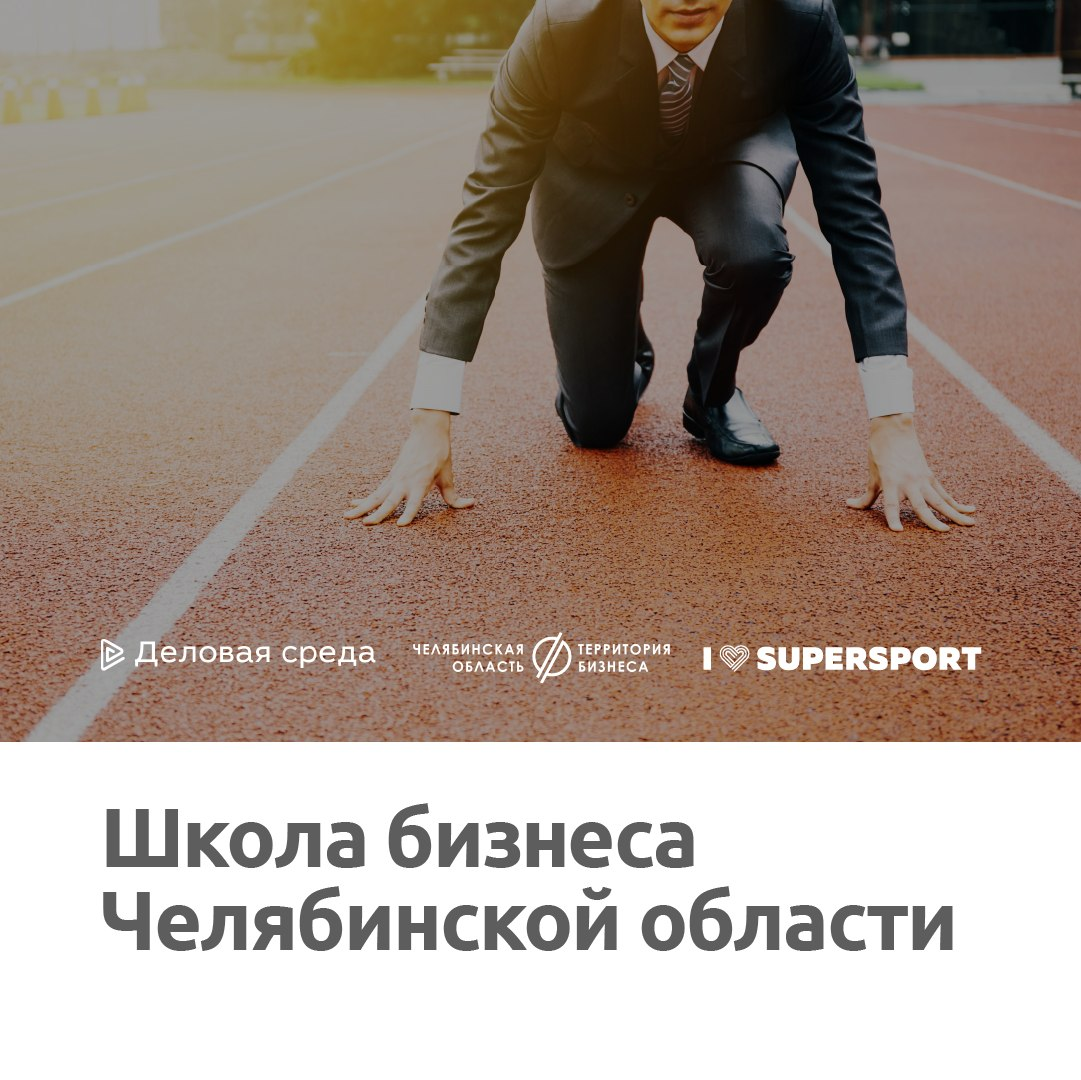 Деловая среда
ЧЕЛЯБИНСКАЯ ОБЛАСТЬ
ТЕРРИТОРИЯ БИЗНЕСА
I SUPERSPORT
Школа бизнеса
Челябинской области